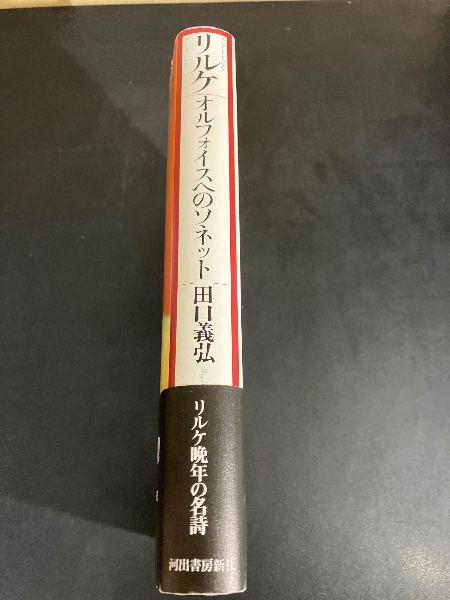 リルケ
オルフォイスへのソネット
田口義弘
リルケ晩年の名詩
河出書房新社